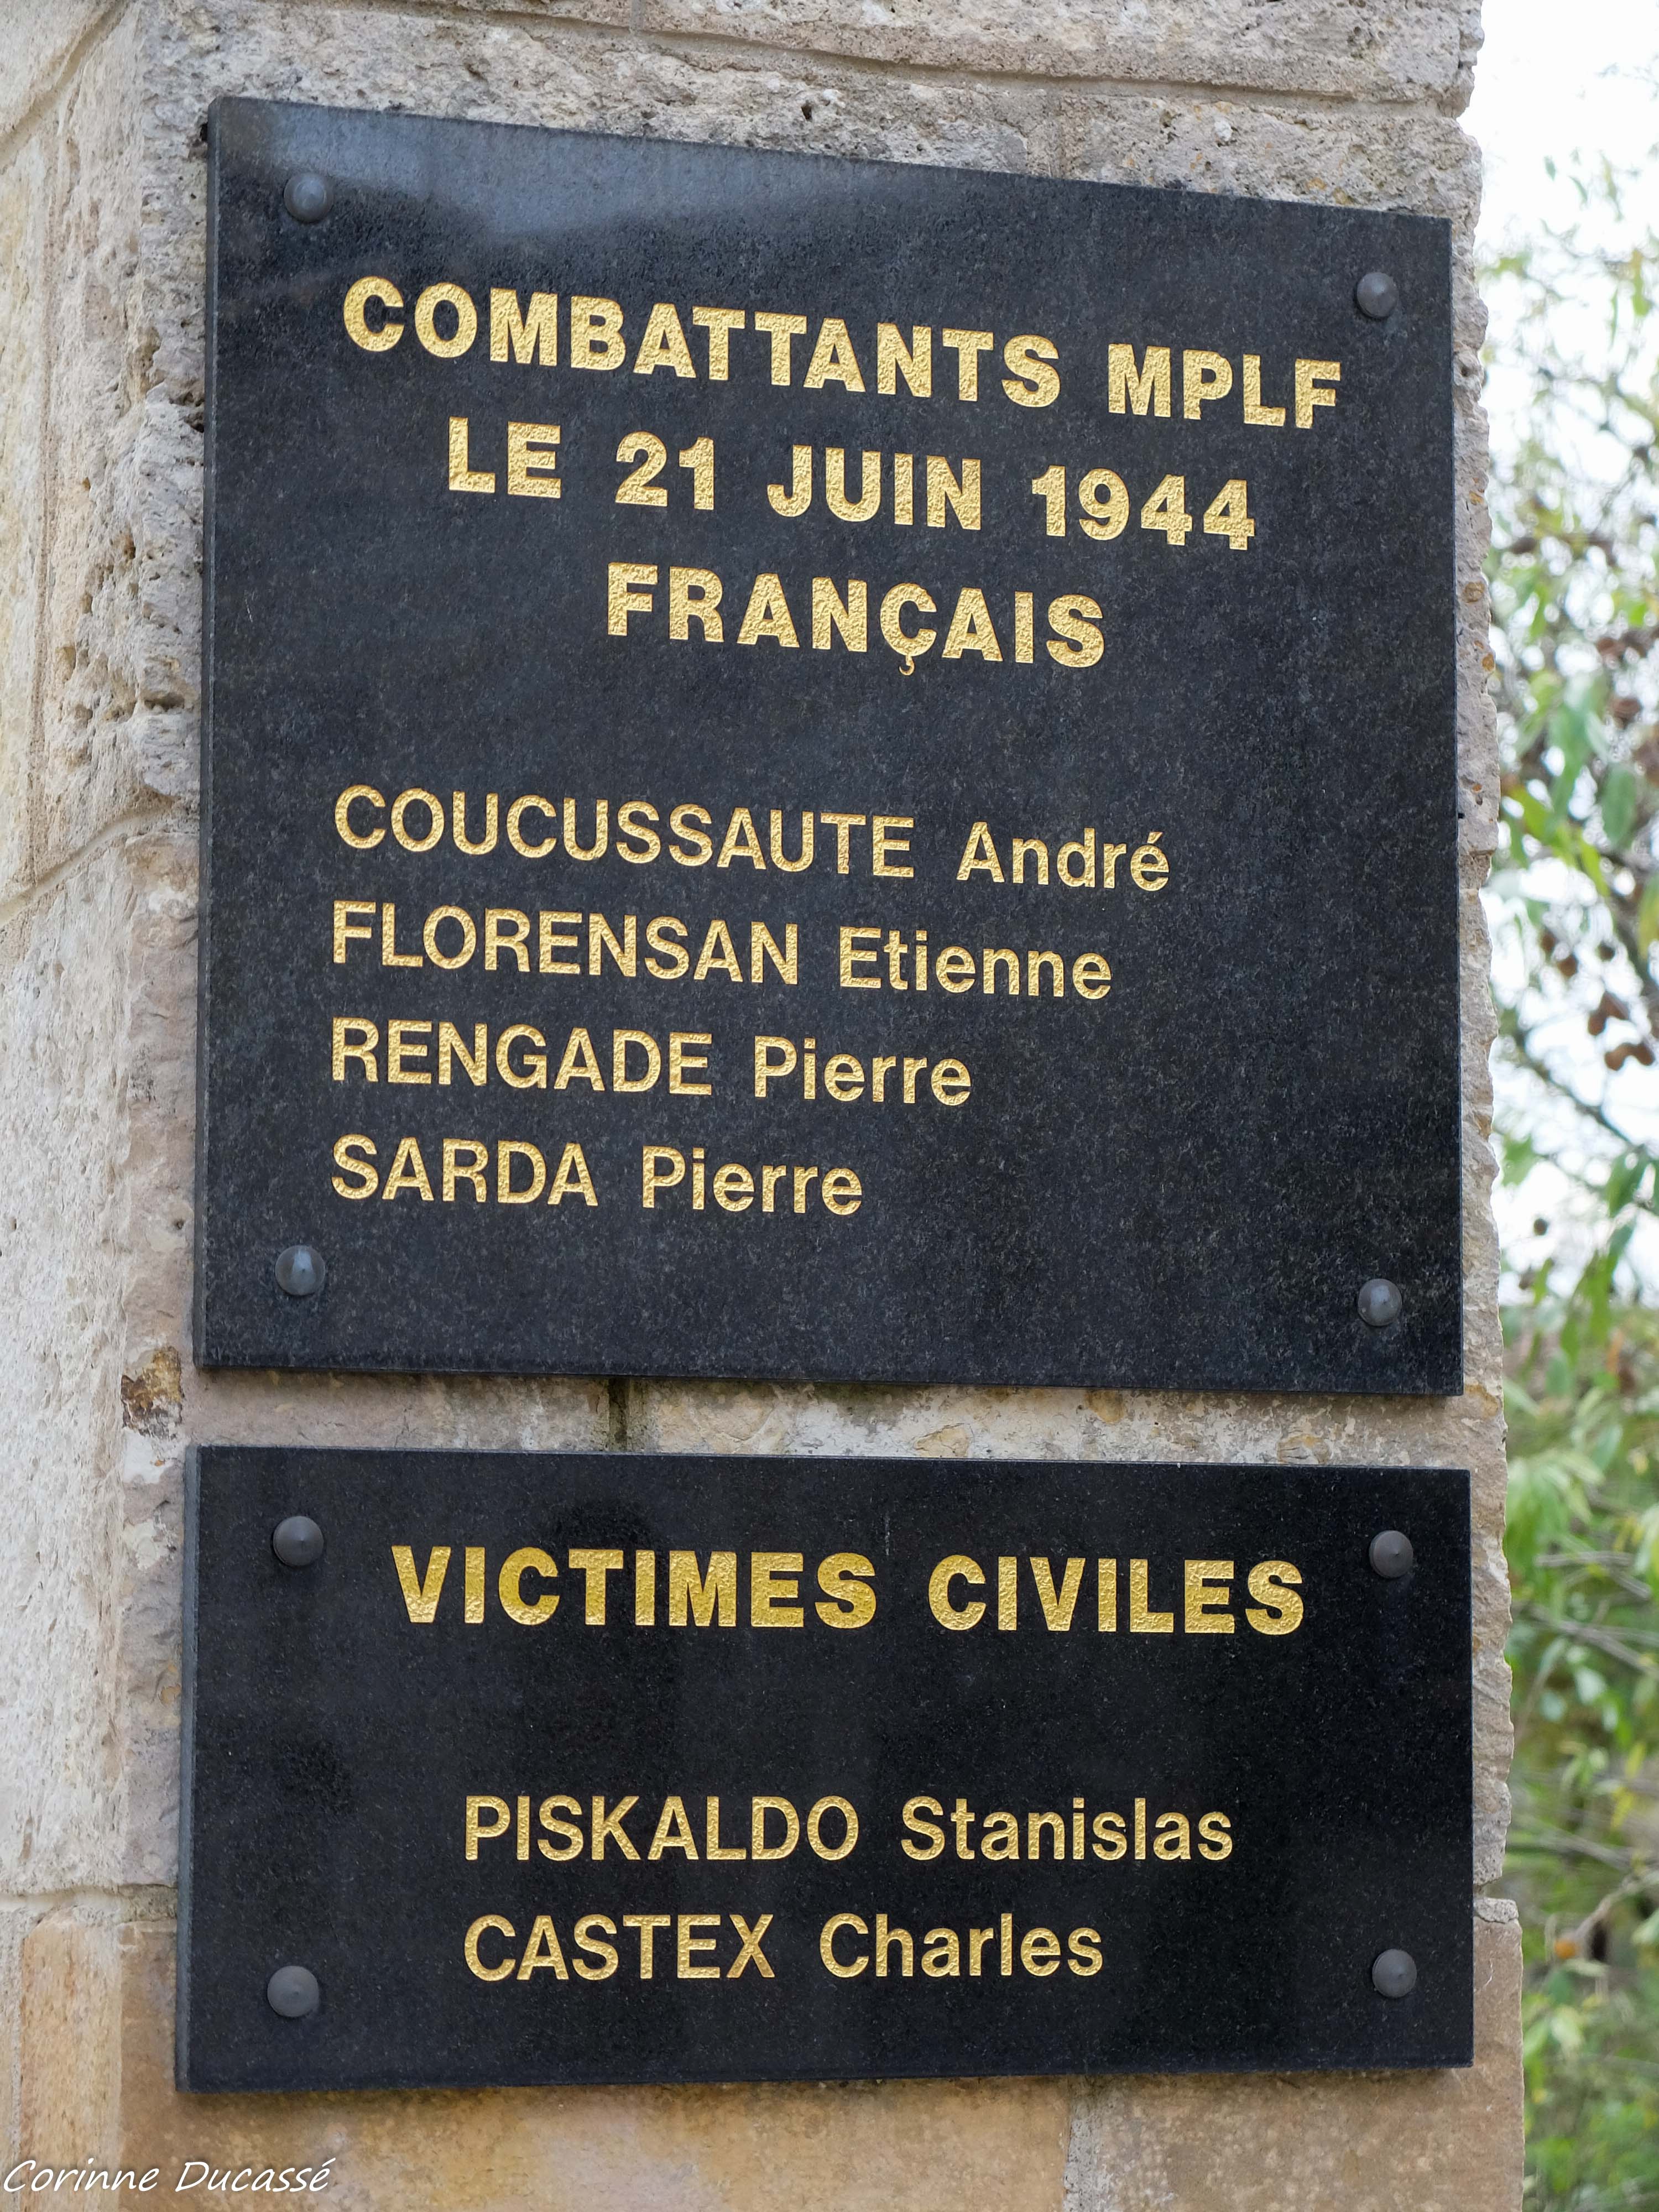 COMBATTANTS MPLF
LE 21 JUIN 1944
FRANÇAIS
COUCUSSAUTE André
FLORENSAN Etienne
RENGADE Pierre
SARDA Pierre
VICTIMES CIVILES
PISKALDO Stanislas
CASTEX Charles
Corinne Ducassé